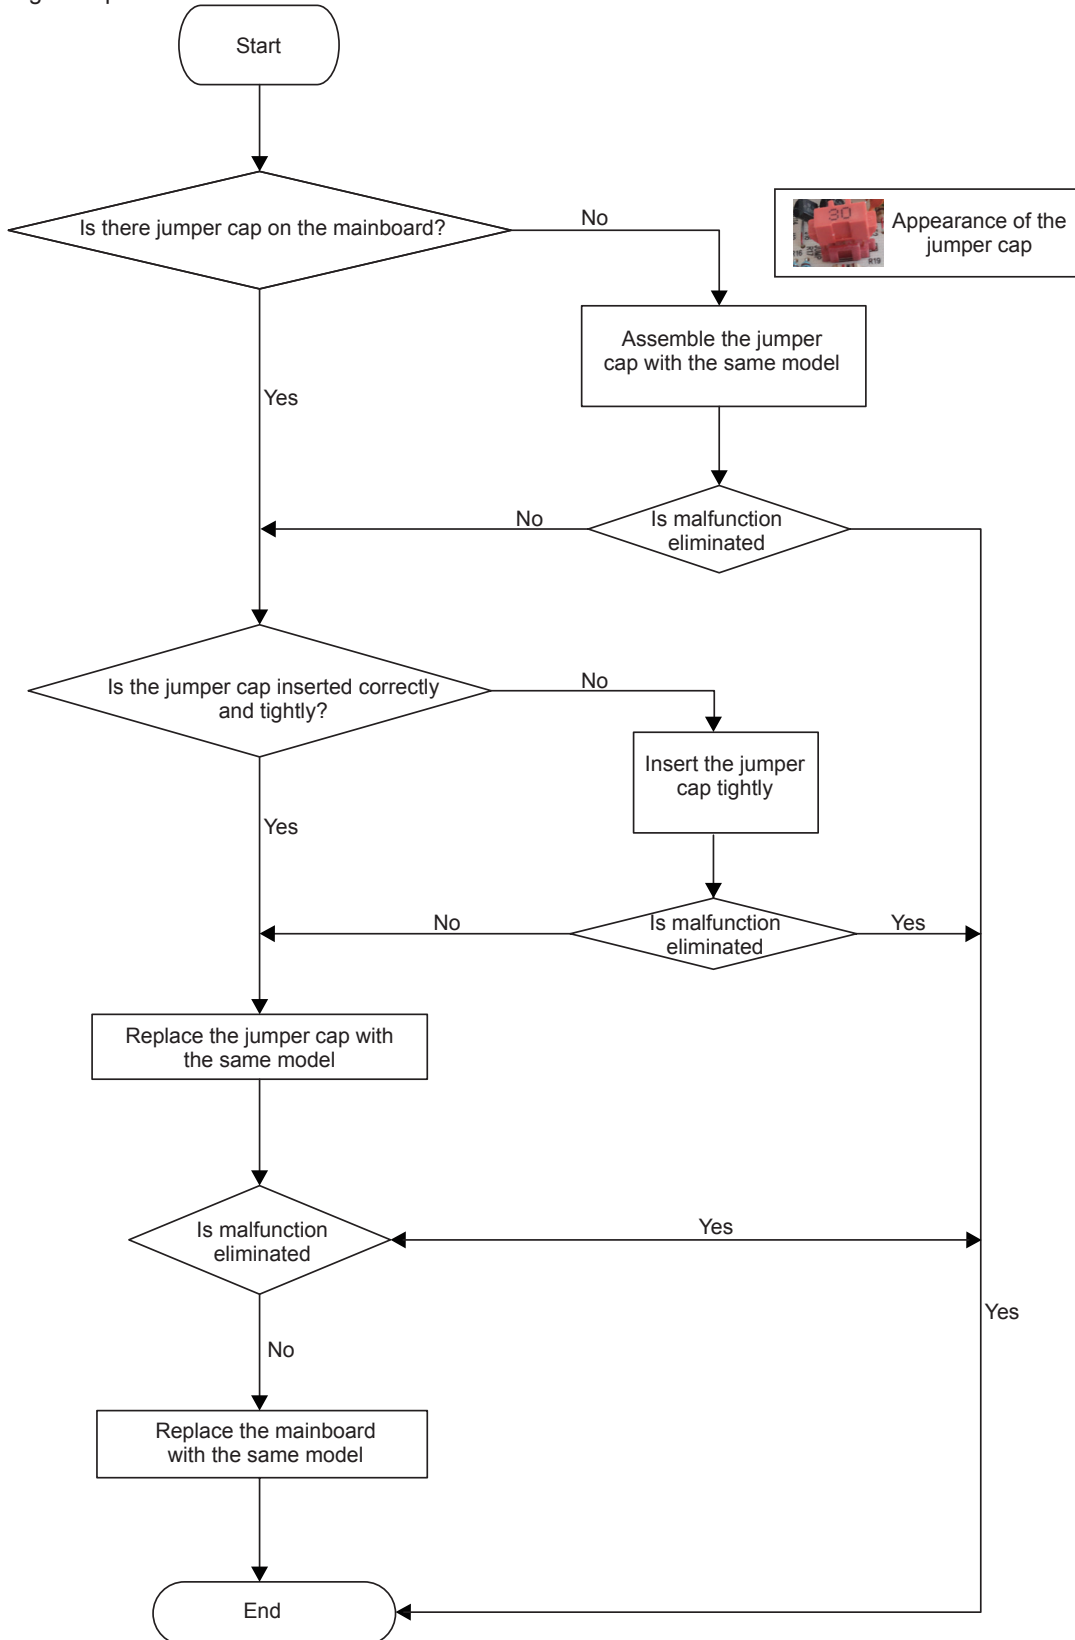 Start
Is there jumper cap on the mainboard?
No
30
R19
Appearance of the
jumper cap
Assemble the jumper
cap with the same model
Yes
No
Is malfunction
eliminated
Is the jumper cap inserted correctly
and tightly?
No
Insert the jumper
cap tightly
Yes
No
Is malfunction
eliminated
Yes
Replace the jumper cap with
the same model
Is malfunction
eliminated
Yes
Yes
No
Replace the mainboard
with the same model
End